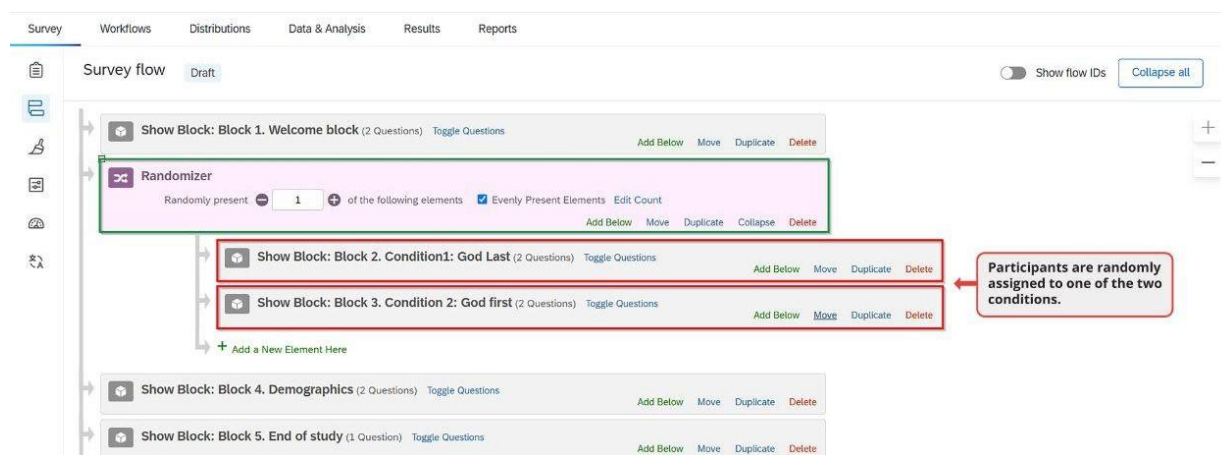 Survey Workflows Distributions Data & Analysis Results Reports
Survey flow Draft Show flow IDs Collapse all
Show Block: Block 1. Welcome block (2 Questions) Toggle Questions
Add Below Move Duplicate Delete
Randomizer
Randomly present 1 of the following elements Evenly Present Elements Edit Count
Add Below Move Duplicate Collapse Delete
Show Block: Block 2. Condition1: God Last (2 Questions) Toggle Questions
Add Below Move Duplicate Delete
Show Block: Block 3. Condition 2: God first (2 Questions) Toggle Questions
Add Below Move Duplicate Delete
Participants are randomly
assigned to one of the two
conditions.
+ Add a New Element Here
Show Block: Block 4. Demographics (2 Questions) Toggle Questions
Add Below Move Duplicate Delete
Show Block: Block 5. End of study (1 Question) Toggle Questions
Add Below Move Duplicate Delete